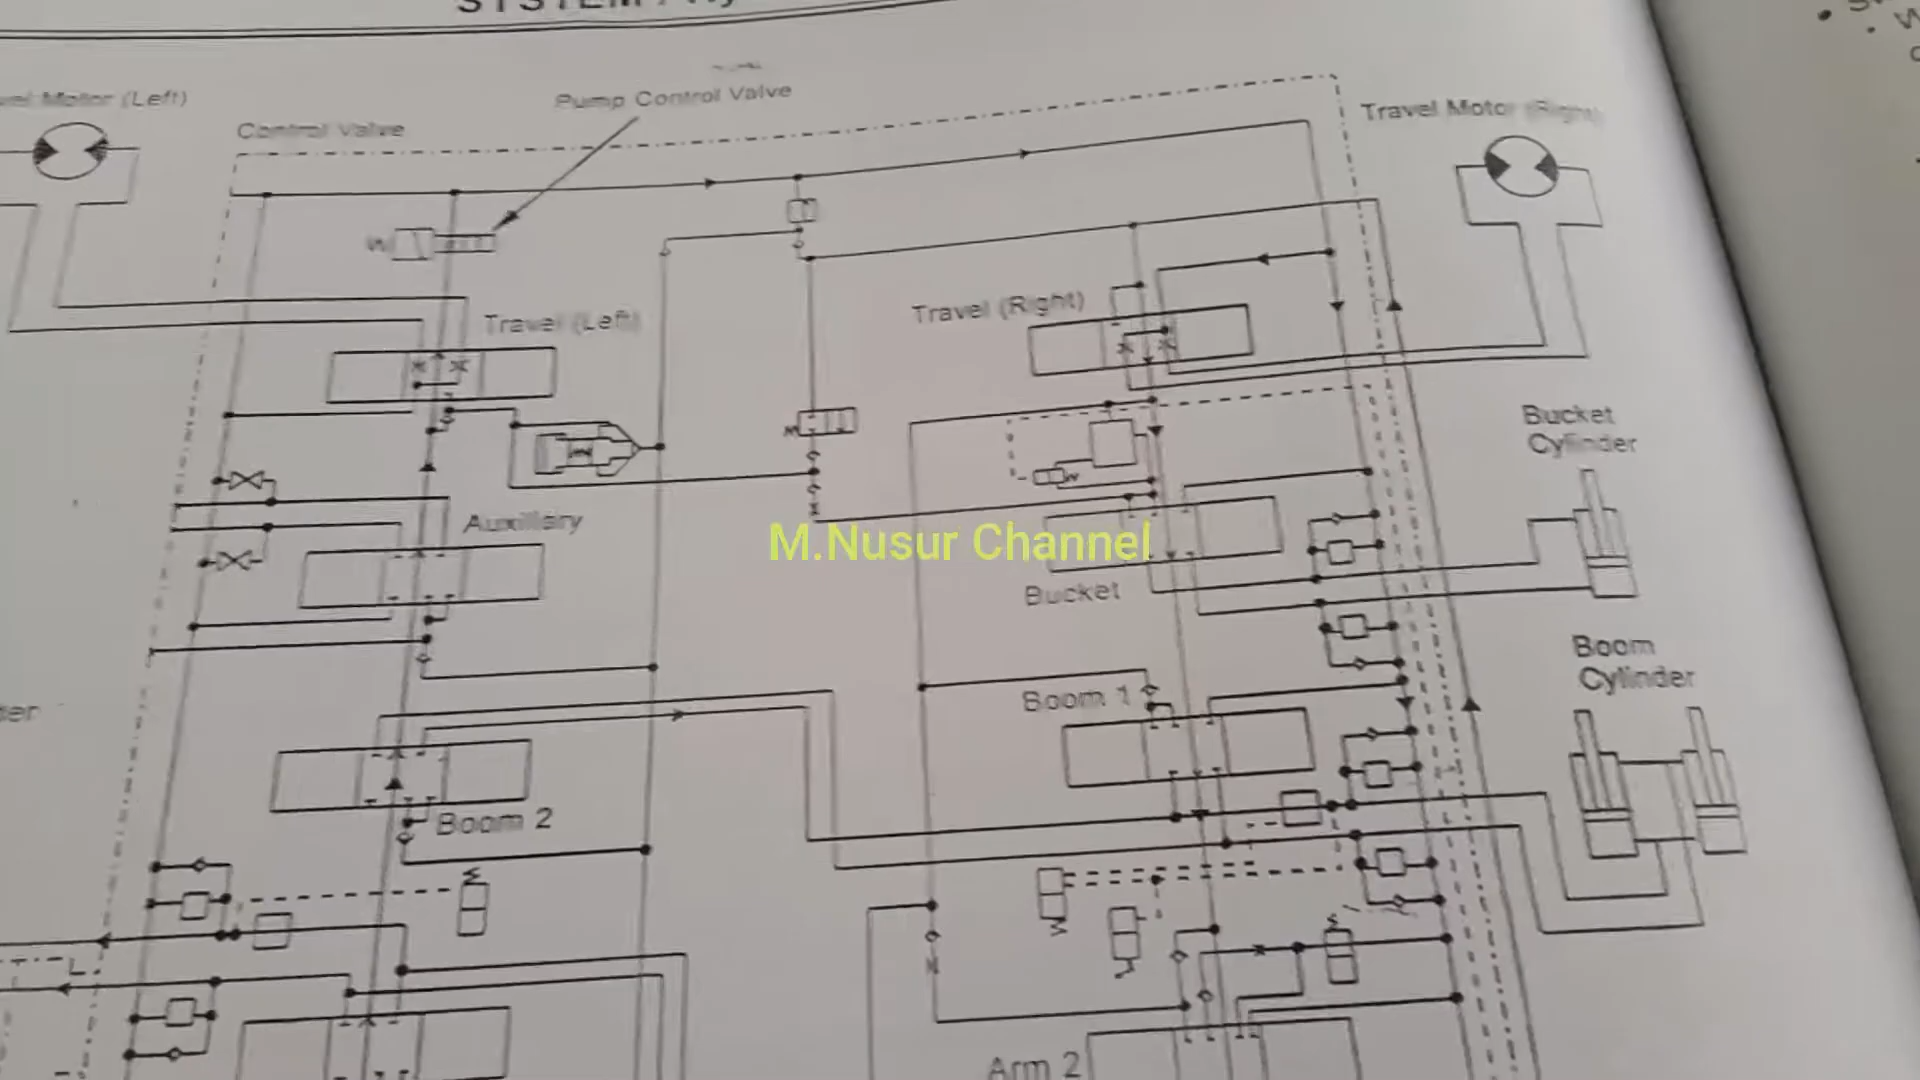 SYSTEM
Pump Control Valve
Motor (Left)
Control Valve
Travel Motor (Right)
Travel (Left)
Travel (Right)
Bucket
Cylinder
Auxiliary
M.Nusur Channel
Bucket
Boom
Cylinder
Boom 1
Boom 2
Arm 2